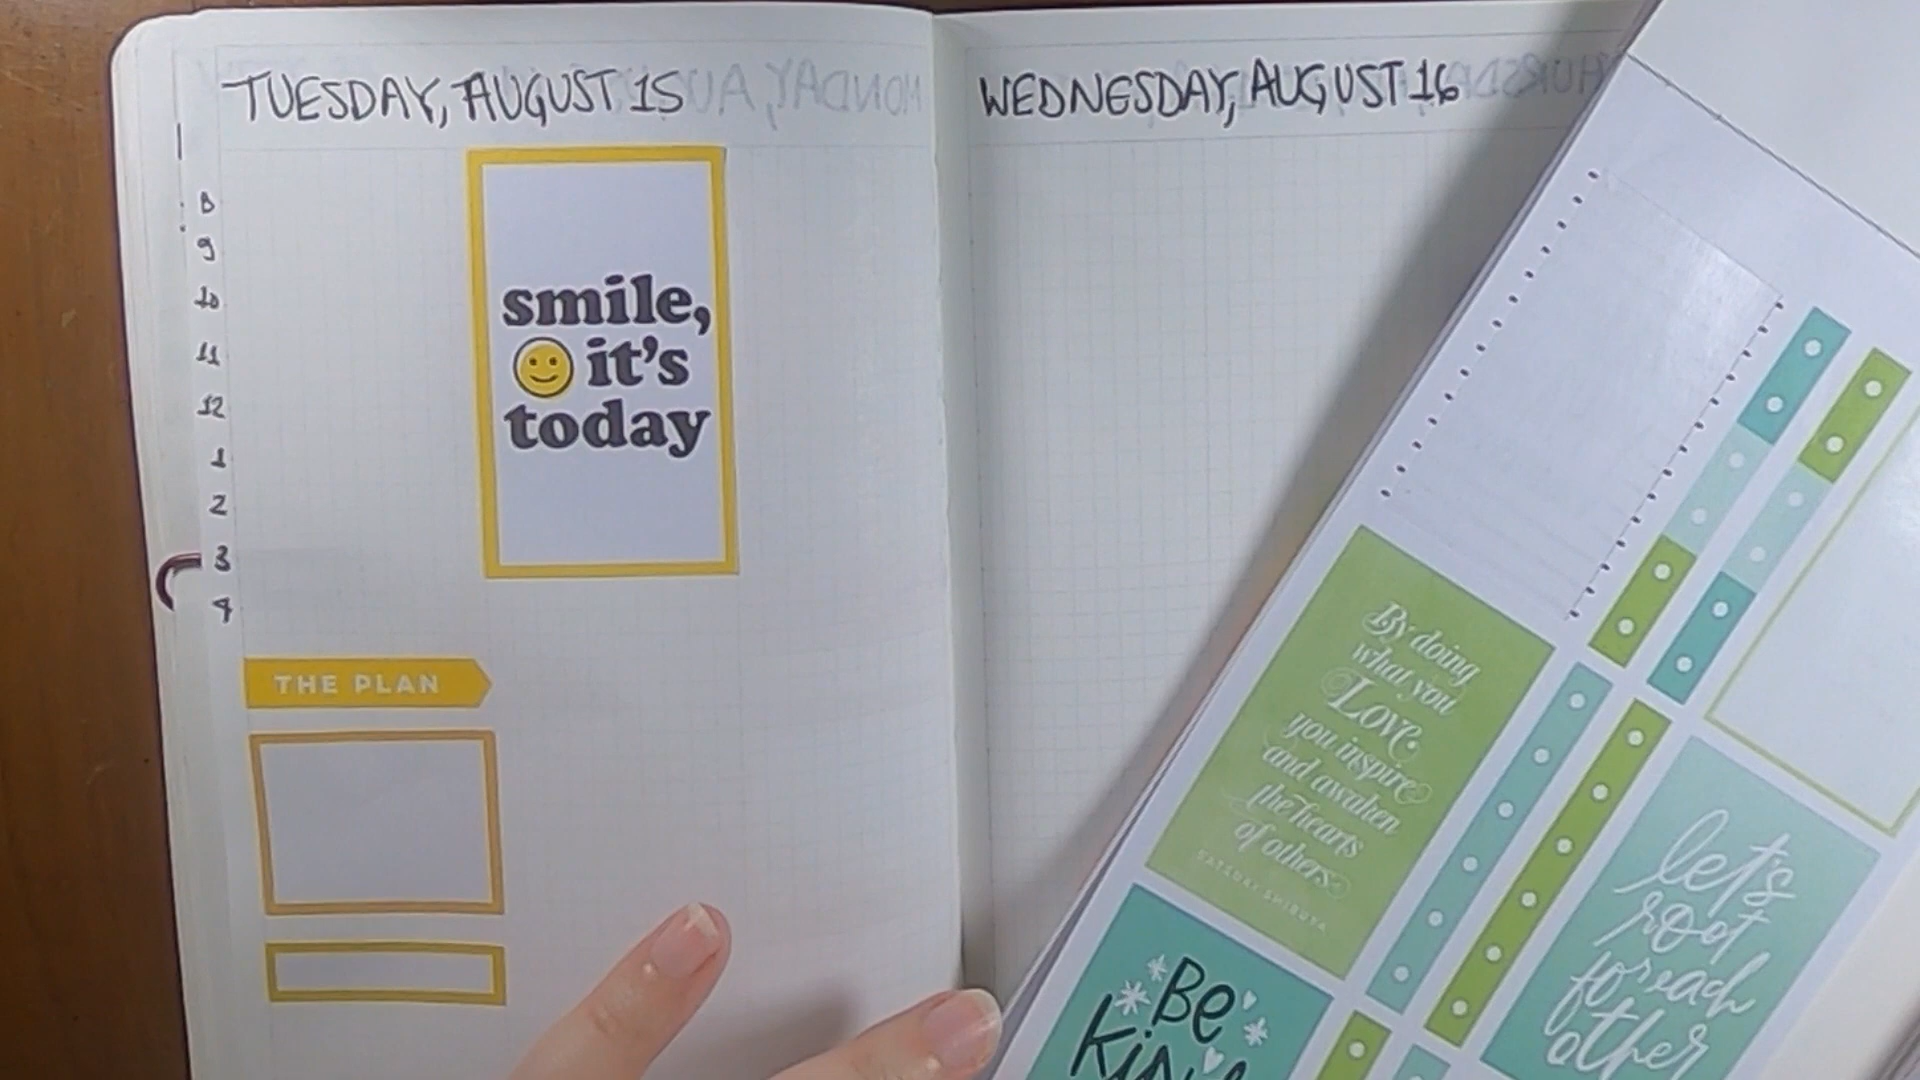 TUESDAY, AUGUST 15
8
9
10
11
12
1
2
3
4
smile,
it's
today
THE PLAN
WEDNESDAY, AUGUST 16
By doing
what you
Love
you inspire
and awaken
the hearts
of others.
SATSUKI SHIBUYA
Be
let's
root
for each
other